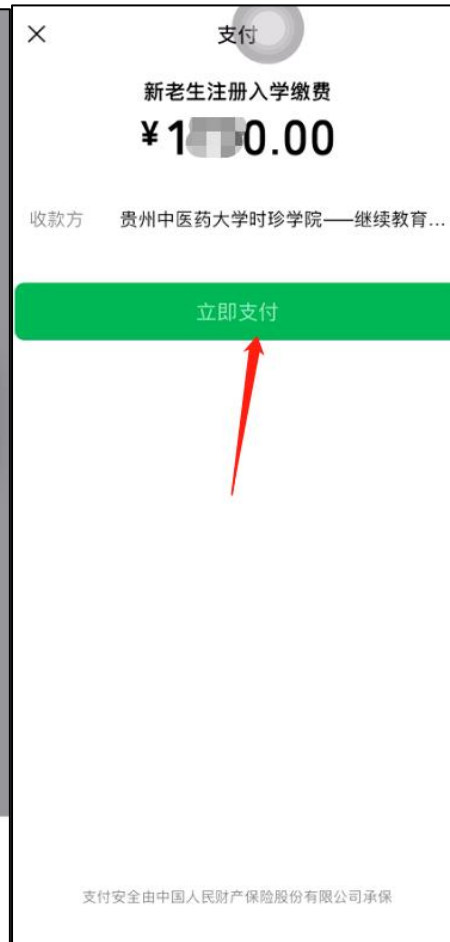 支付
新老生注册入学缴费
¥1 0.00
收款方 贵州中医药大学时珍学院——继续教育...
立即支付
支付安全由中国人民财产保险股份有限公司承保